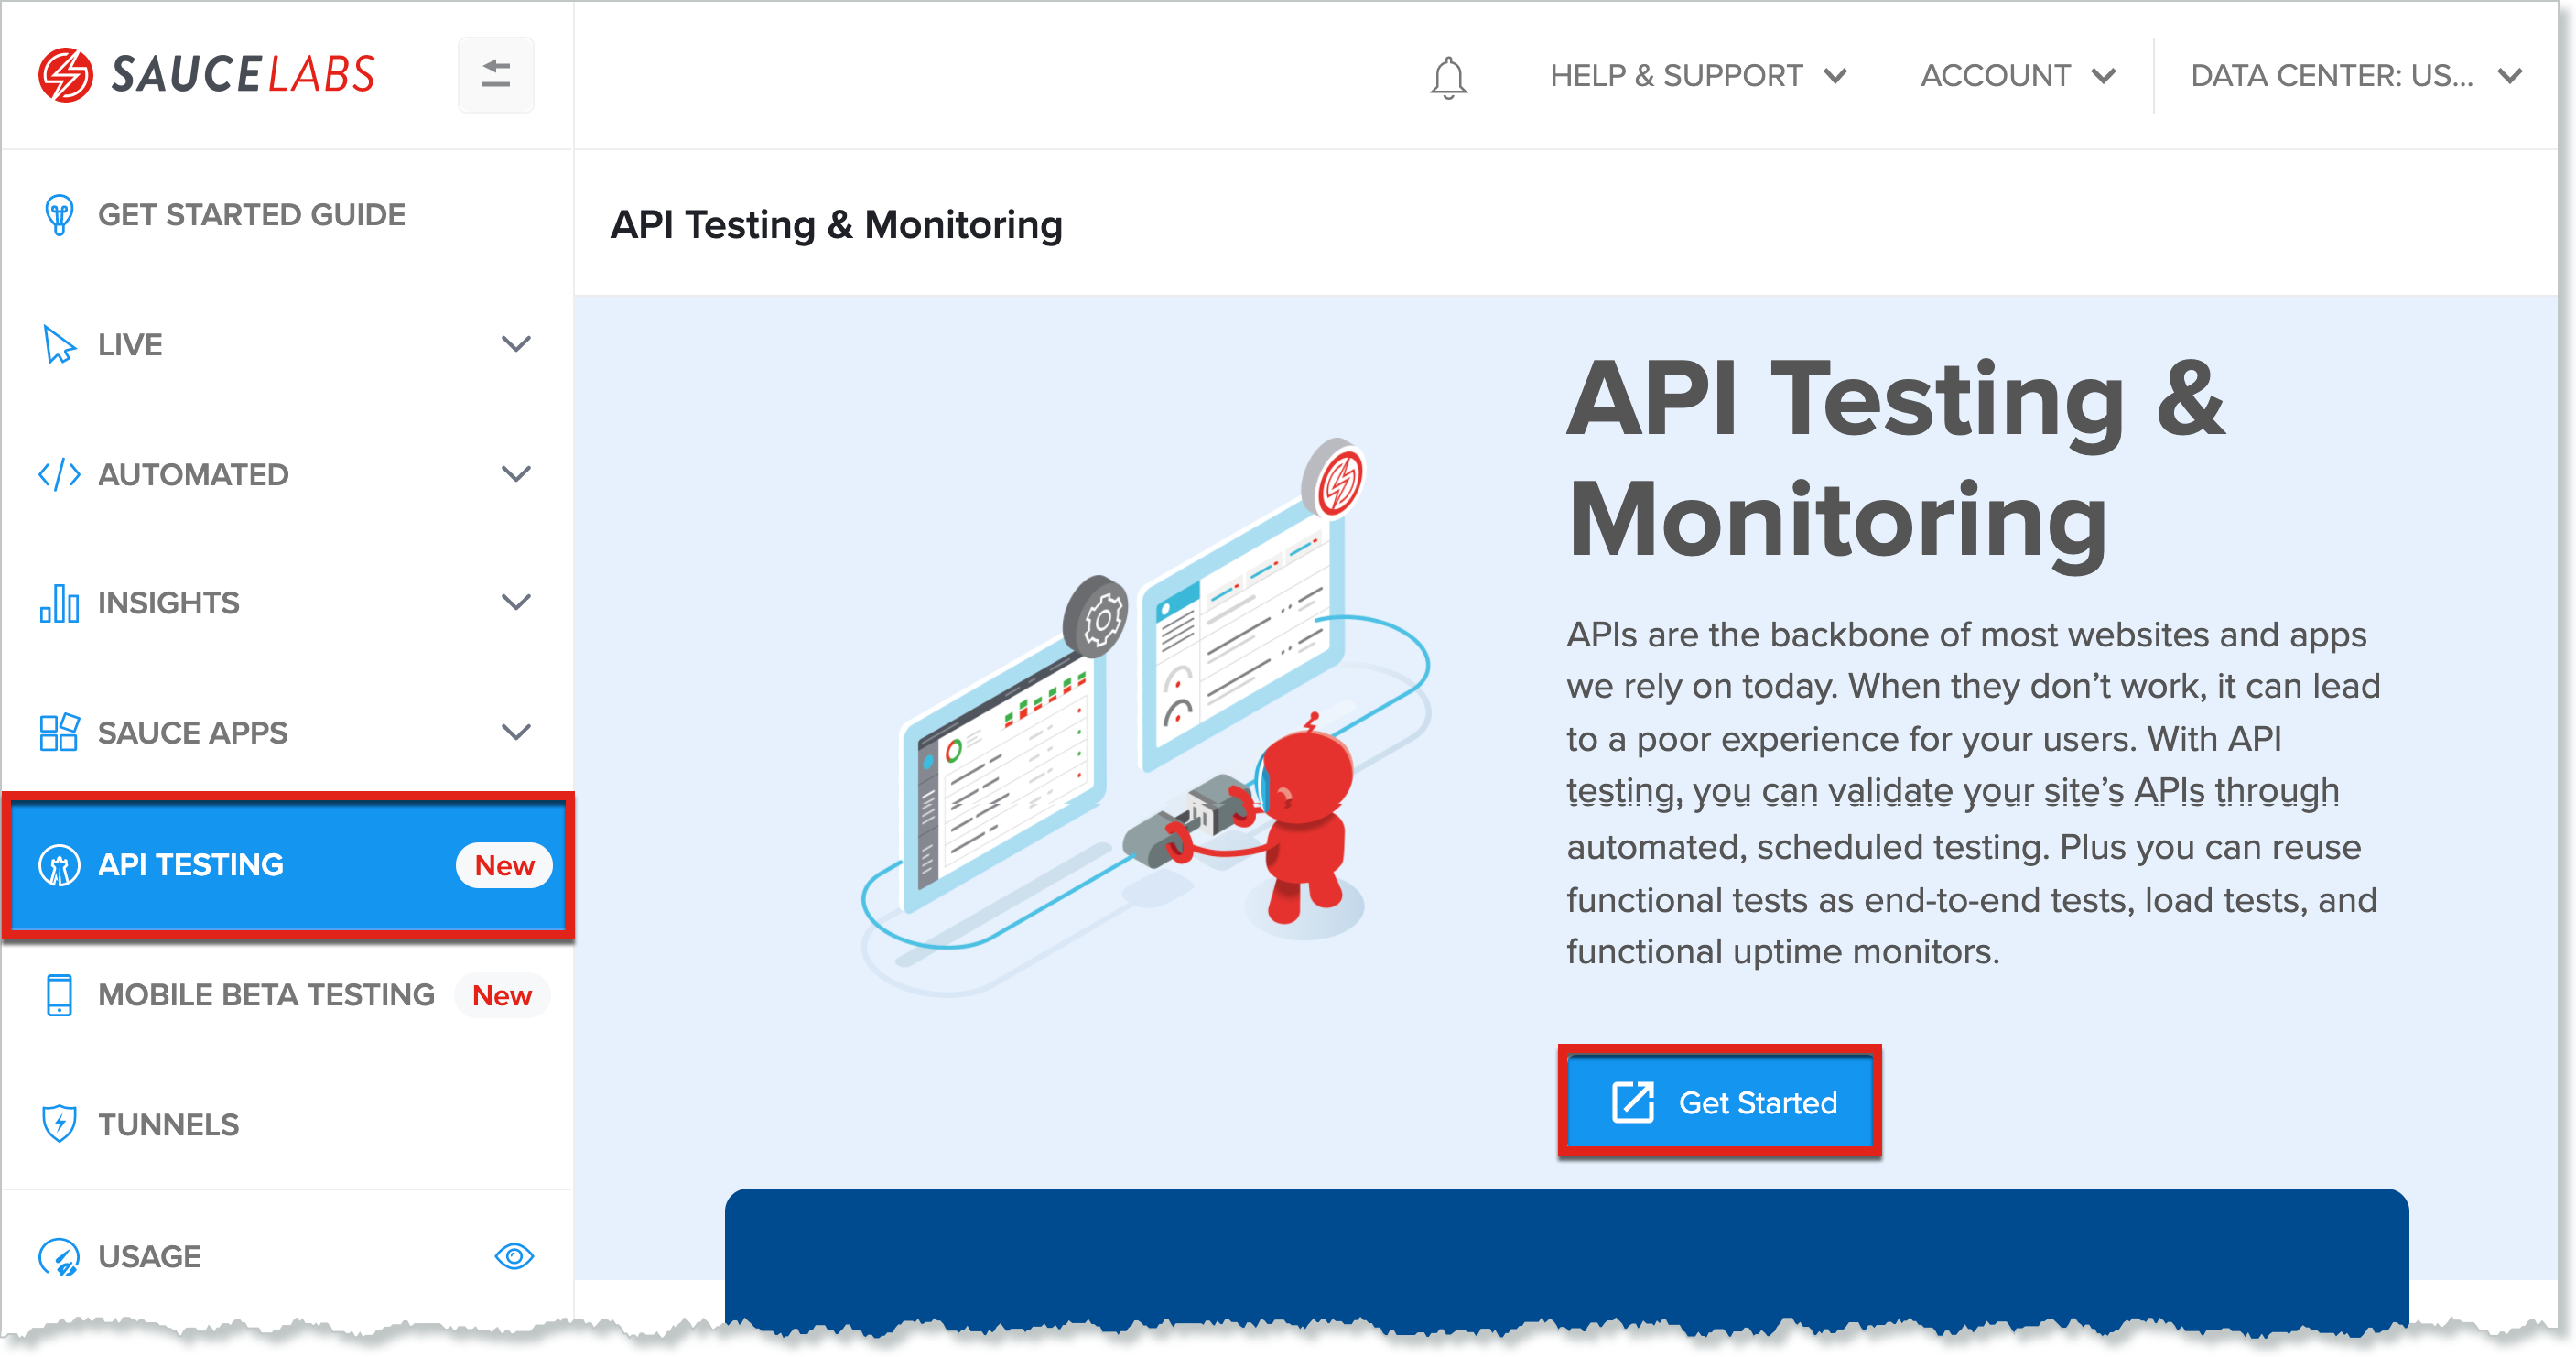 SAUCELABS
HELP & SUPPORT
ACCOUNT
DATA CENTER: US...
GET STARTED GUIDE
LIVE
AUTOMATED
INSIGHTS
SAUCE APPS
API TESTING New
MOBILE BETA TESTING New
TUNNELS
USAGE
API Testing & Monitoring
API Testing &
Monitoring
APIs are the backbone of most websites and apps
we rely on today. When they don’t work, it can lead
to a poor experience for your users. With API
testing, you can validate your site’s APIs through
automated, scheduled testing. Plus you can reuse
functional tests as end-to-end tests, load tests, and
functional uptime monitors.
Get Started